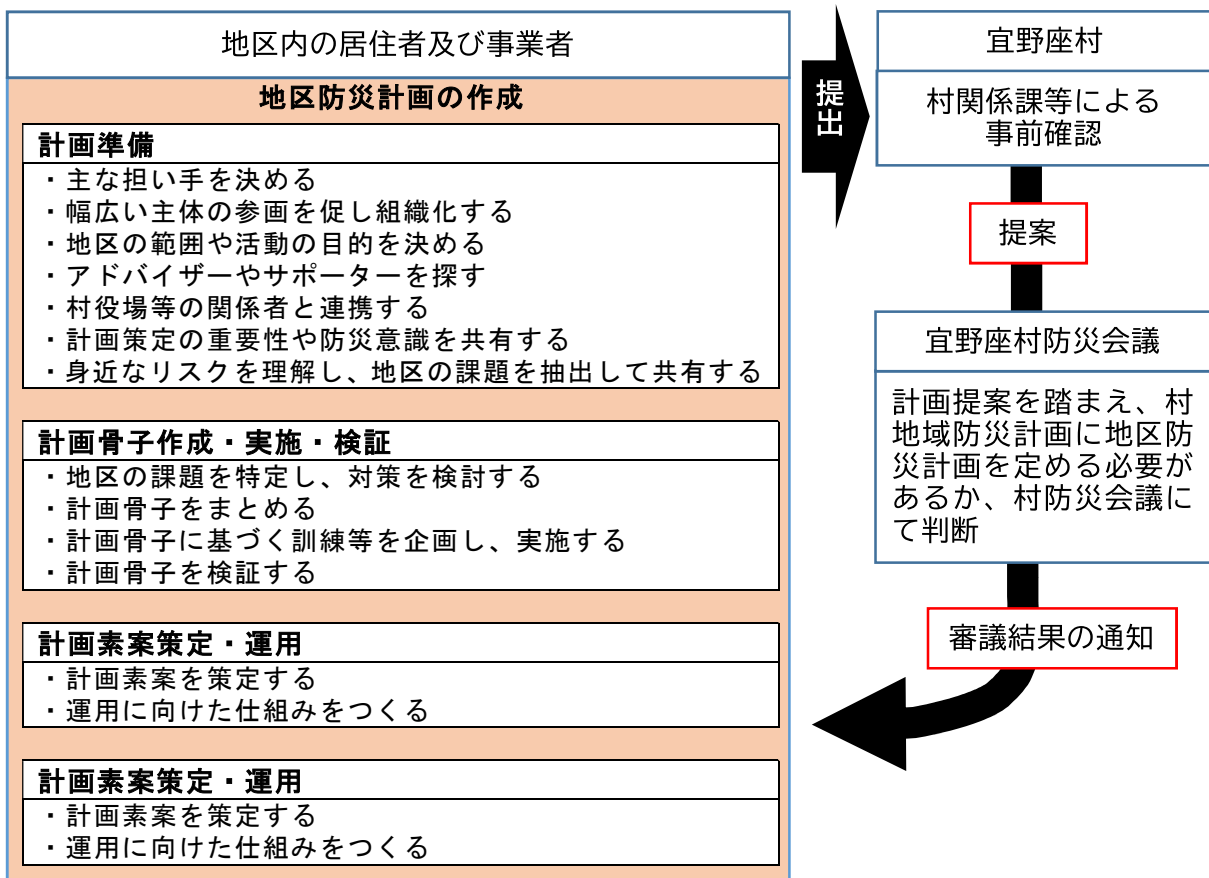 地区内の居住者及び事業者
地区防災計画の作成
計画準備
・主な担い手を決める
・幅広い主体の参画を促し組織化する
・地区の範囲や活動の目的を決める
・アドバイザーやサポーターを探す
・村役場等の関係者と連携する
・計画策定の重要性や防災意識を共有する
・身近なリスクを理解し、地区の課題を抽出して共有する
計画骨子作成・実施・検証
・地区の課題を特定し、対策を検討する
・計画骨子をまとめる
・計画骨子に基づく訓練等を企画し、実施する
・計画骨子を検証する
計画素案策定・運用
・計画素案を策定する
・運用に向けた仕組みをつくる
計画素案策定・運用
・計画素案を策定する
・運用に向けた仕組みをつくる
提出
宜野座村
村関係課等による
事前確認
提案
宜野座村防災会議
計画提案を踏まえ、村
地域防災計画に地区防
災計画を定める必要が
あるか、村防災会議に
て判断
審議結果の通知